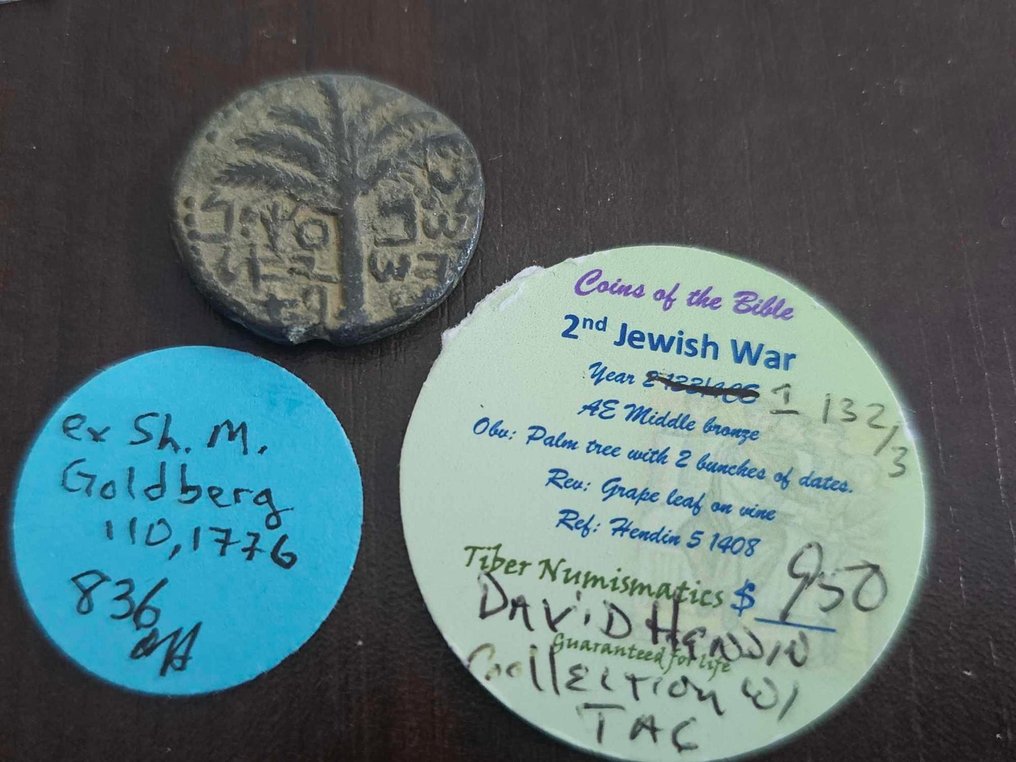 ex Sh. M.
Goldberg
110,1776
836
Coins of the Bible
2nd Jewish War
Year 2 1 132/3
AE Middle bronze
Obv: Palm tree with 2 bunches of dates.
Rev: Grape leaf on vine
Ref: Hendin 5 1408
Tiber Numismatics $ 950
DAVID HENDIN
Guaranteed for life
CollECTION W/
TAG